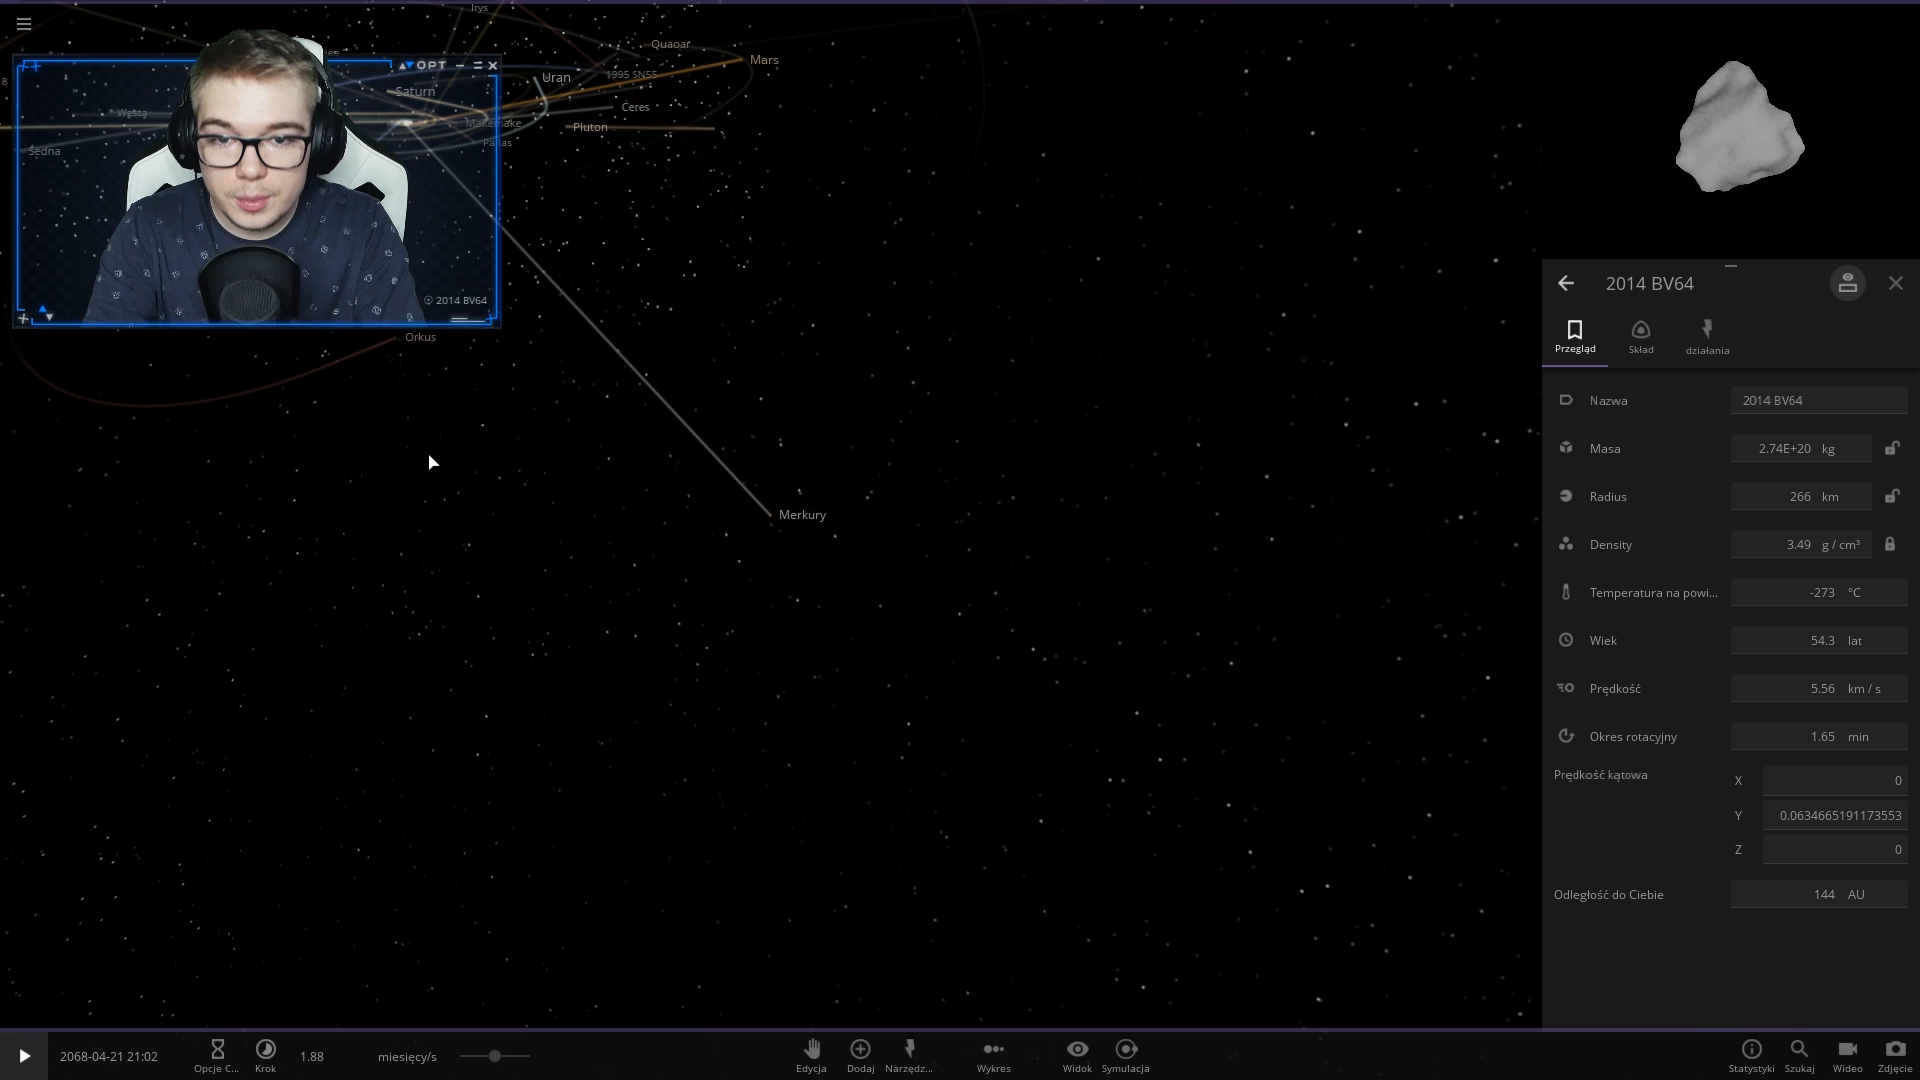 Irys
Quaoar
Mars
Uran
1995 SN55
OPT
Saturn
Ceres
Westa
Makemake
Pluton
Pallas
Sedna
8
2014 BV64
Orkus
Merkury
2014 BV64
Przegląd
Skład
działania
Nazwa 2014 BV64
Masa 2.74E+20 kg
Radius 266 km
Density 3.49 g / cm³
Temperatura na powi... -273 °C
Wiek 54.3 lat
Prędkość 5.56 km / s
Okres rotacyjny 1.65 min
Prędkość kątowa X 0
Y 0.0634665191173553
Z 0
Odległość do Ciebie 144 AU
2068-04-21 21:02
Opcje C...
Krok
1.88 miesięcy/s
Edycja
Dodaj
Narzędz...
Wykres
Widok
Symulacja
Statystyki
Szukaj
Wideo
Zdjęcie